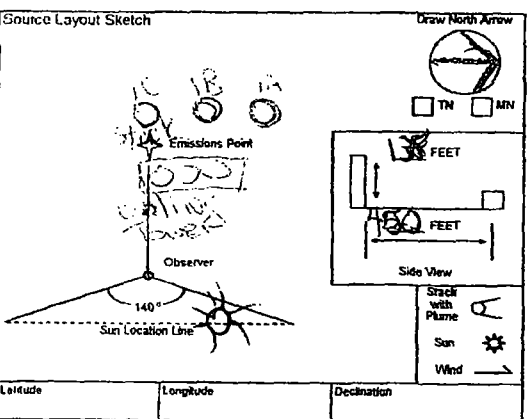 Source Layout Sketch
Draw North Arrow
1C 1B 1A
TN MN
Emissions Point
FEET
FEET
Observer
Side View
140°
Sun Location Line
Stack
with
Plume
Sun
Wind
Latitude Longitude Declination